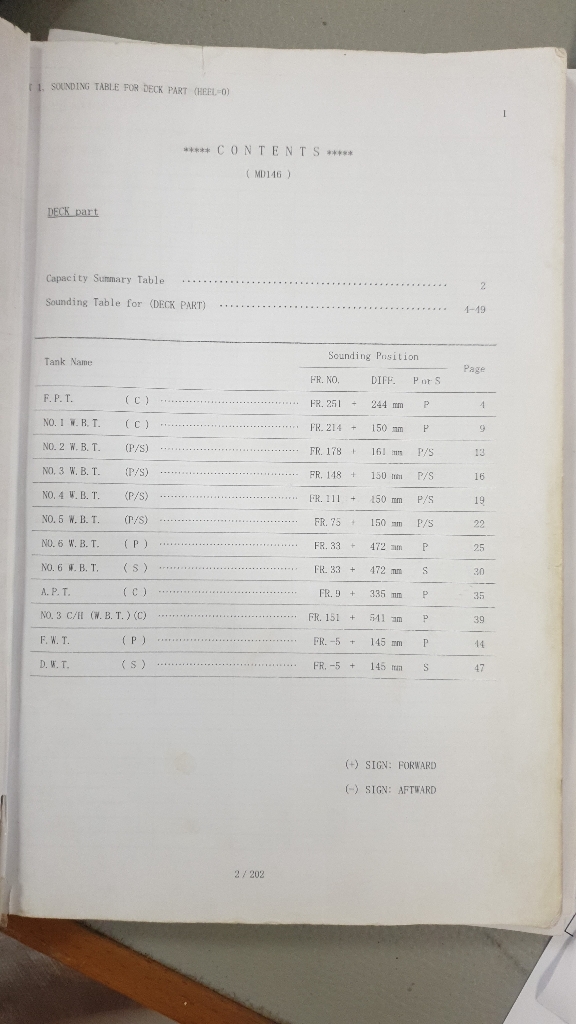 1. SOUNDING TABLE FOR DECK PART (HEEL=0)
1
***** C O N T E N T S *****
( MD146 )
DECK part
Capacity Summary Table ........................ 2
Sounding Table for (DECK PART) ........................ 4-49
Tank Name Sounding Position Page
FR. NO. DIFF. P or S
F. P. T. ( C ) ........................ FR. 251 + 244 mm P 4
NO. 1 W. B. T. ( C ) ........................ FR. 214 + 150 mm P 9
NO. 2 W. B. T. (P/S) ........................ FR. 178 + 161 mm P/S 13
NO. 3 W. B. T. (P/S) ........................ FR. 148 + 150 mm P/S 16
NO. 4 W. B. T. (P/S) ........................ FR. 111 + 150 mm P/S 19
NO. 5 W. B. T. (P/S) ........................ FR. 75 + 150 mm P/S 22
NO. 6 W. B. T. ( P ) ........................ FR. 33 + 472 mm P 25
NO. 6 W. B. T. ( S ) ........................ FR. 33 + 472 mm S 30
A. P. T. ( C ) ........................ FR. 9 + 335 mm P 35
NO. 3 C/H (W. B. T. ) (C) ........................ FR. 151 + 541 mm P 39
F. W. T. ( P ) ........................ FR. -5 + 145 mm P 44
D. W. T. ( S ) ........................ FR. -5 + 145 mm S 47
(+) SIGN: FORWARD
(-) SIGN: AFTWARD
2 / 202